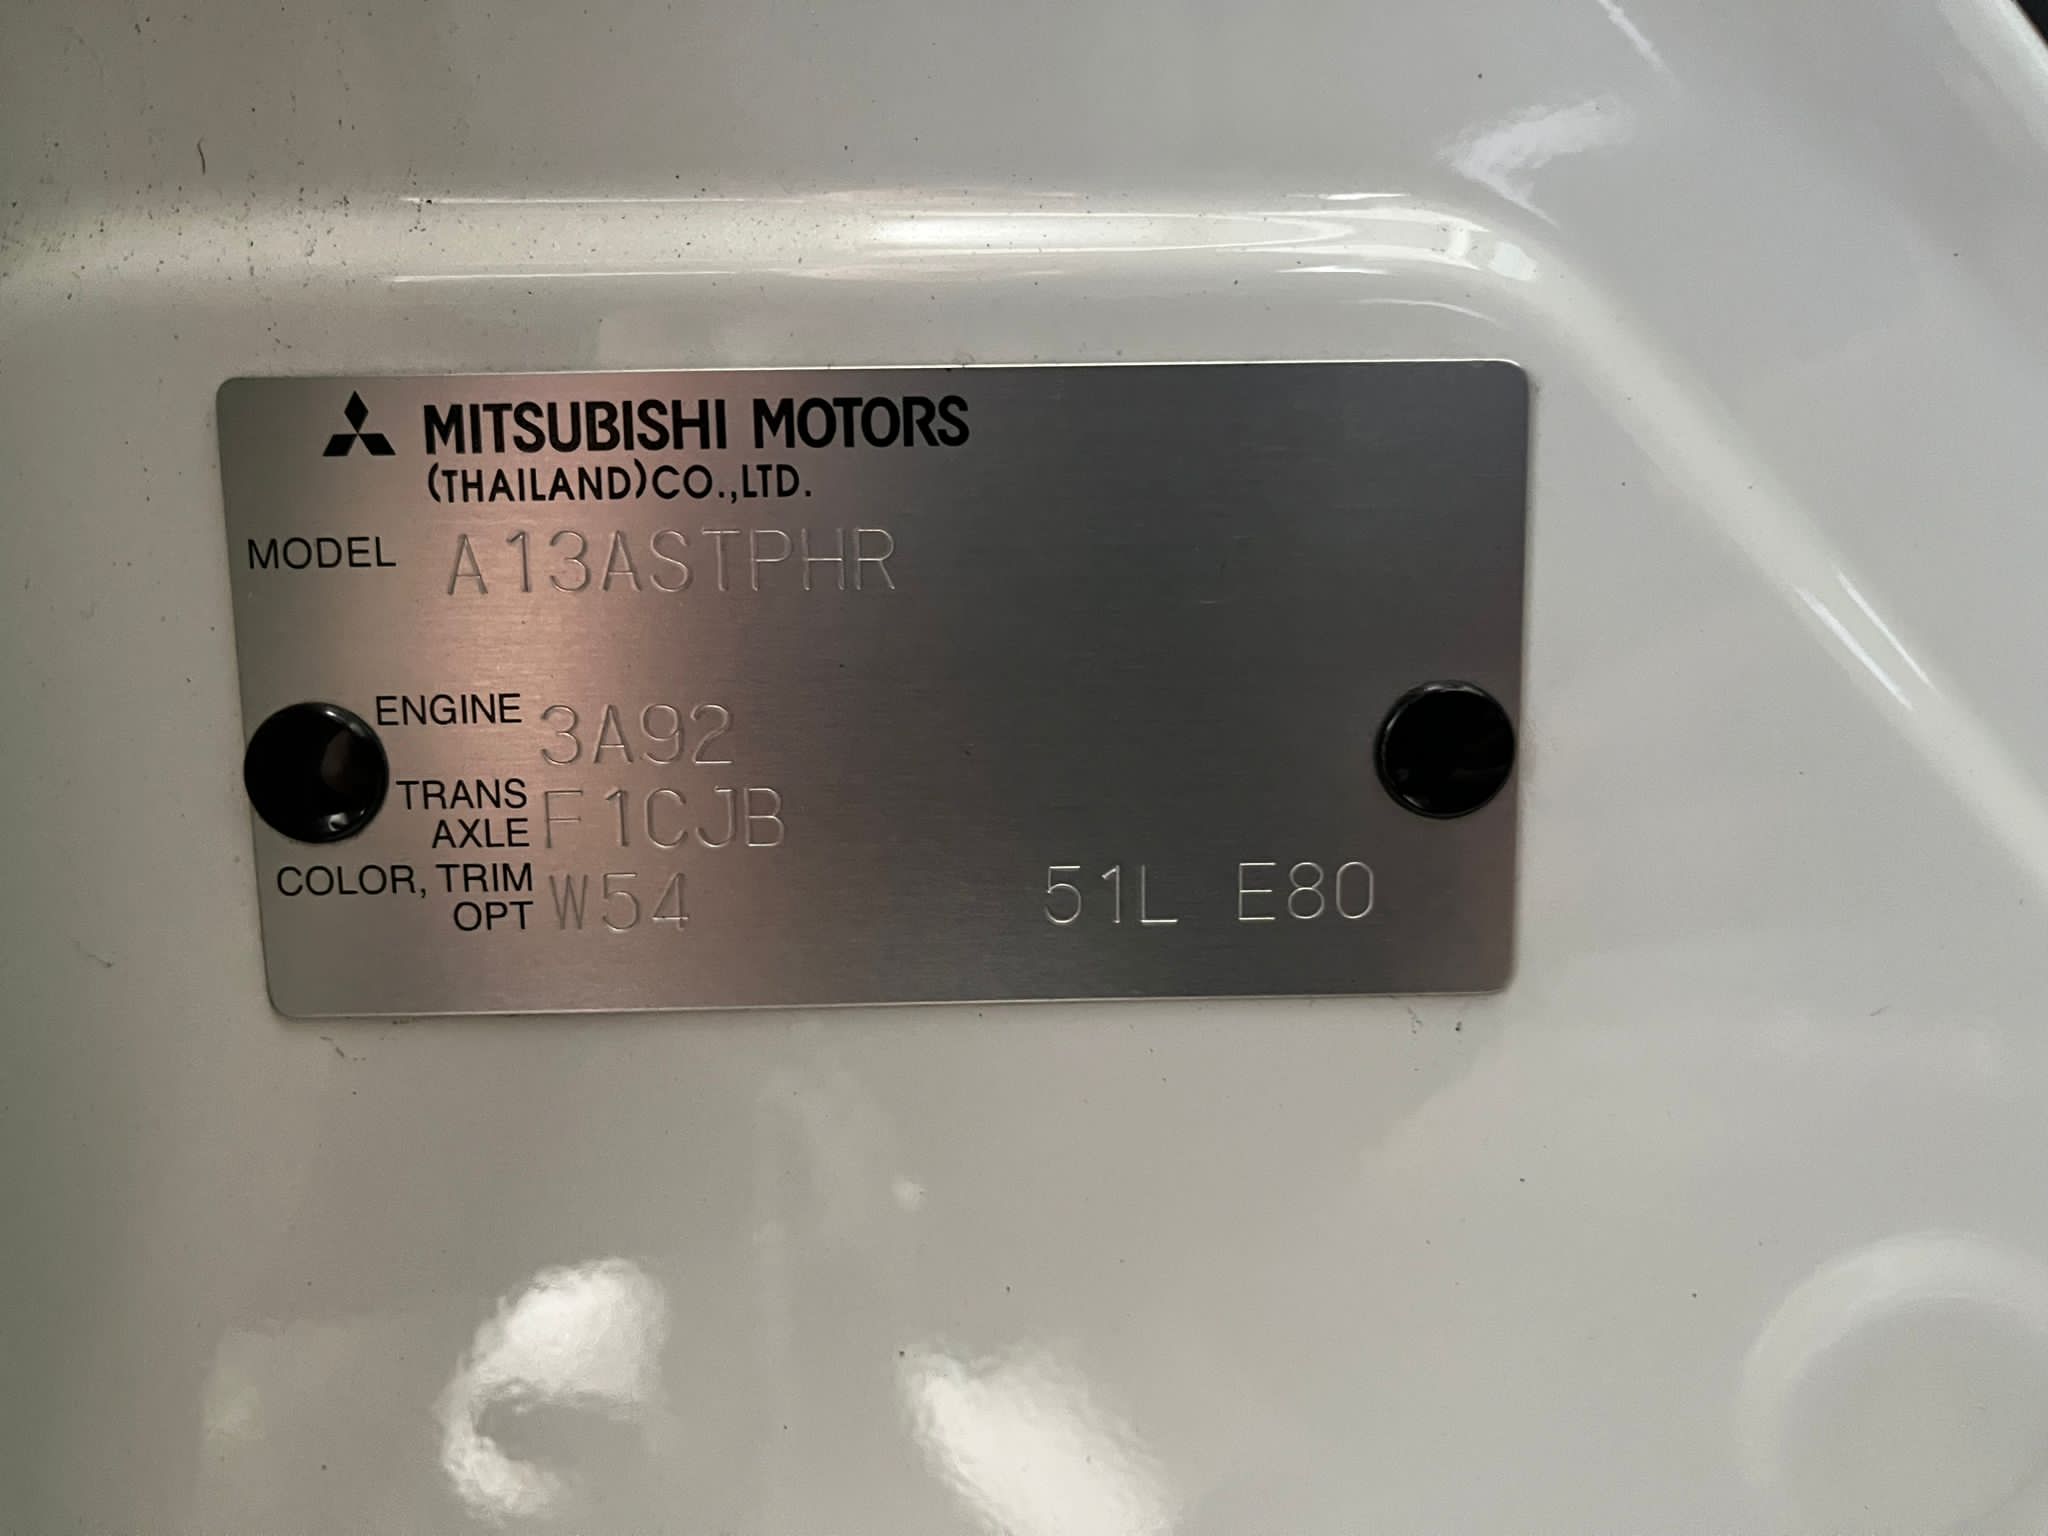 MITSUBISHI MOTORS
(THAILAND)CO.,LTD.
MODEL A13ASTPHR
ENGINE 3A92
TRANS
AXLE F1CJB
COLOR, TRIM
OPT W54 51L E80